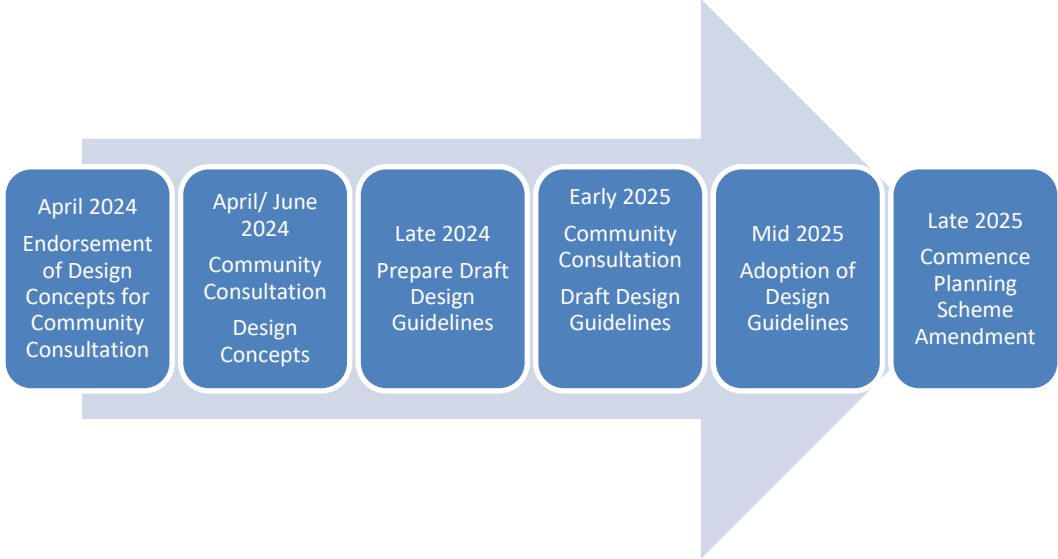 April 2024
Endorsement
of Design
Concepts for
Community
Consultation
April/ June
2024
Community
Consultation
Design
Concepts
Late 2024
Prepare Draft
Design
Guidelines
Early 2025
Community
Consultation
Draft Design
Guidelines
Mid 2025
Adoption of
Design
Guidelines
Late 2025
Commence
Planning
Scheme
Amendment